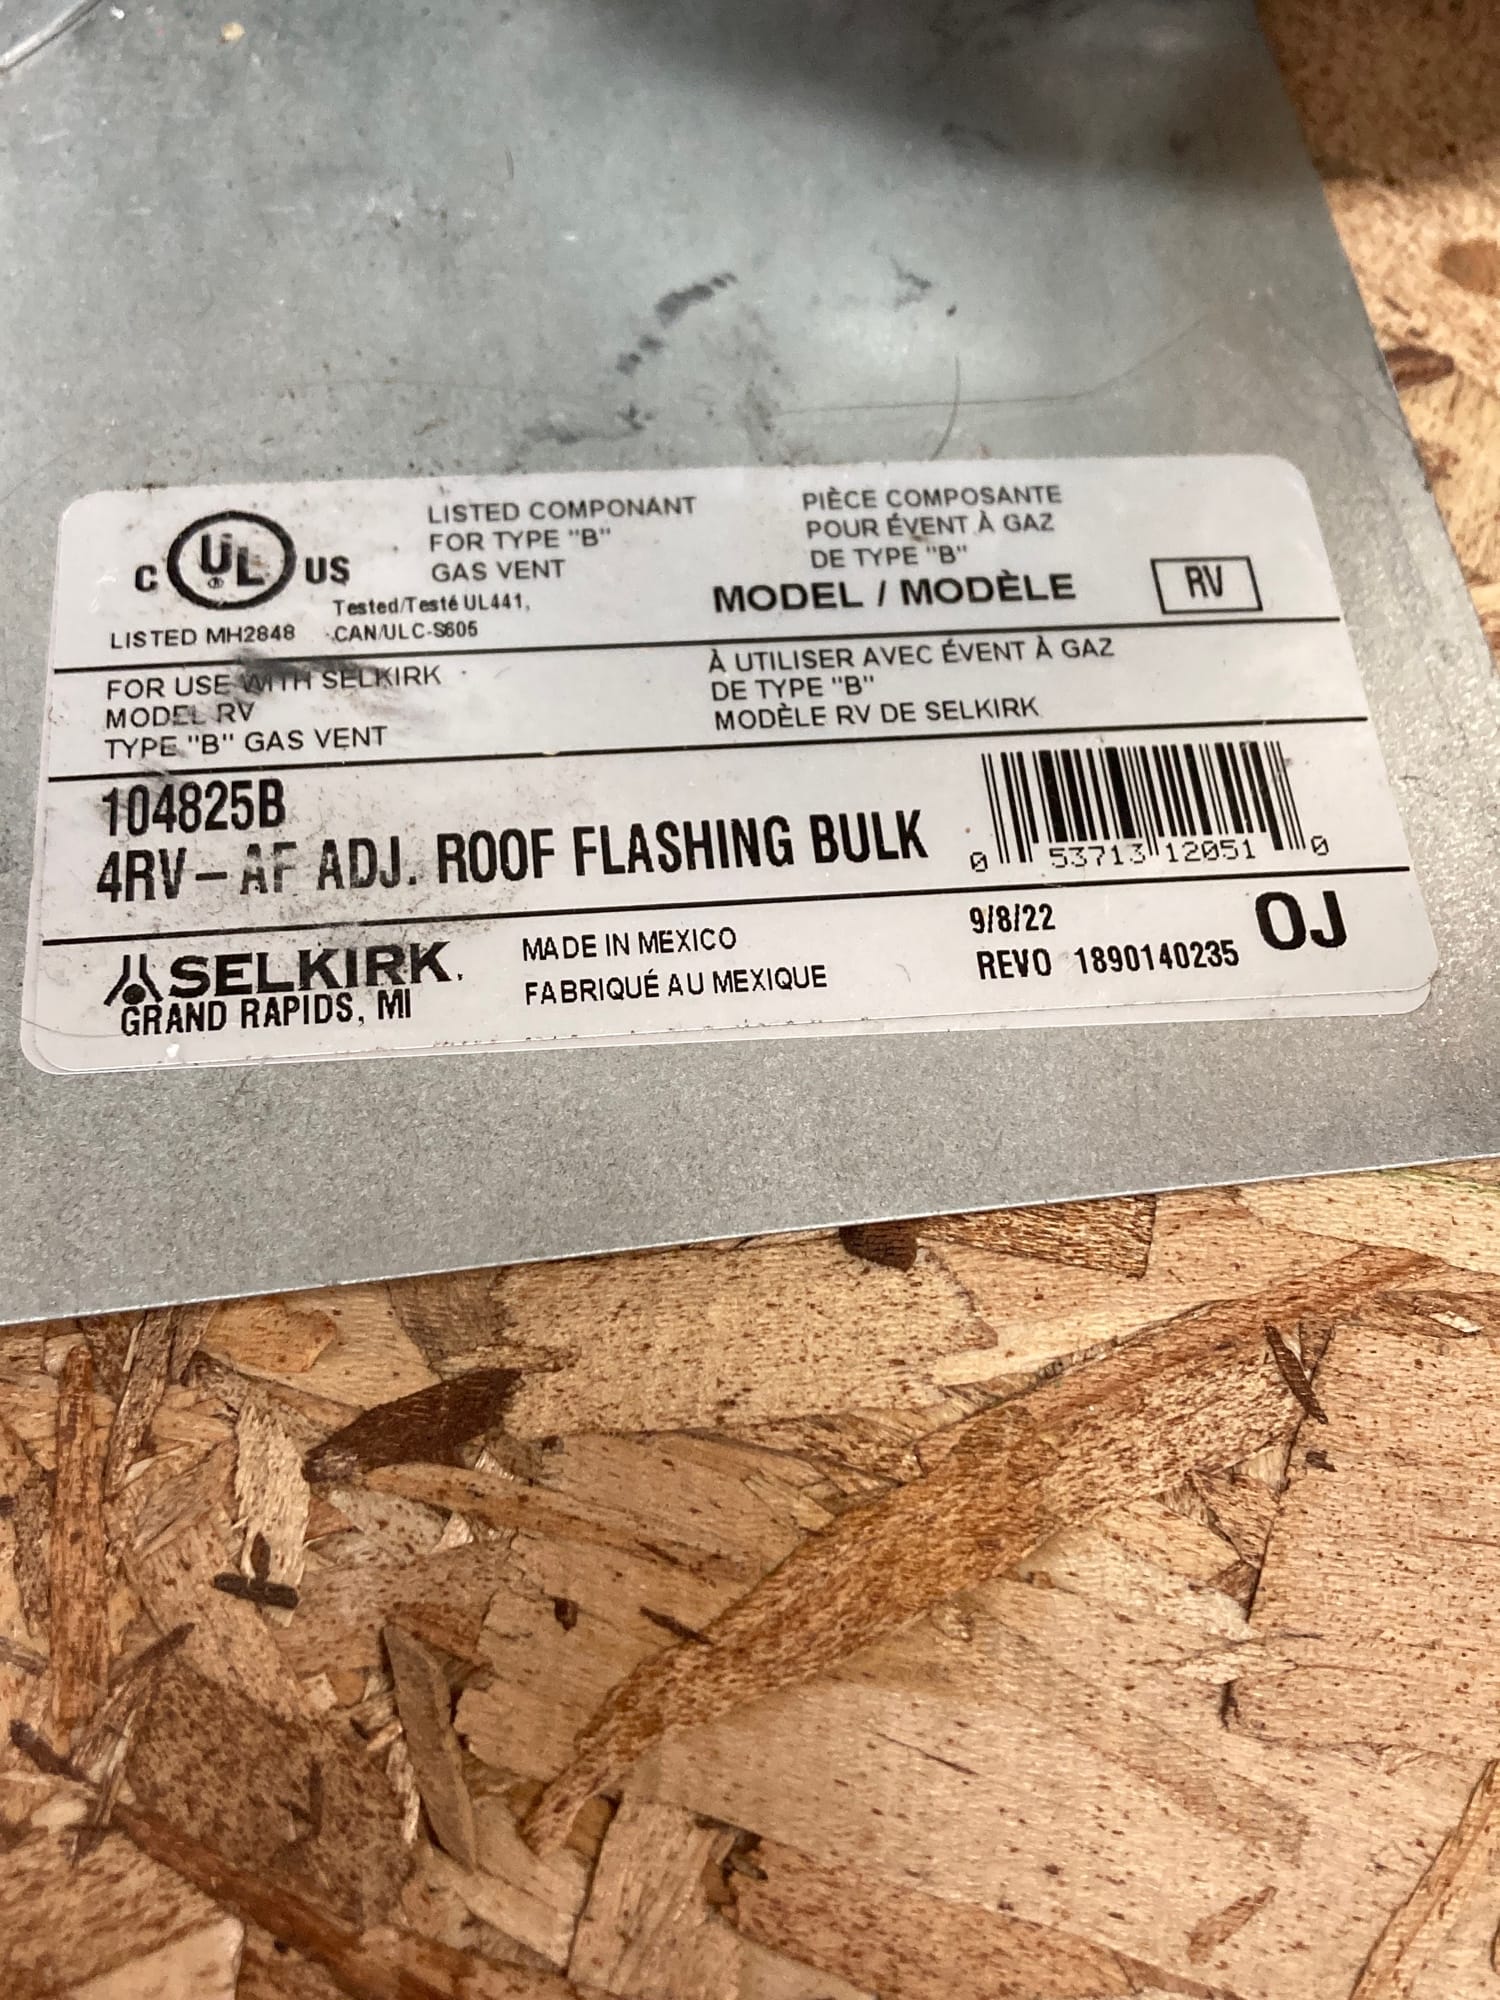 C UL ® US
LISTED COMPONANT
FOR TYPE "B"
GAS VENT
Tested/Testé UL441,
LISTED MH2848 CAN/ULC-S605
PIÈCE COMPOSANTE
POUR ÉVENT À GAZ
DE TYPE "B"
MODEL / MODÈLE RV
FOR USE WITH SELKIRK
MODEL RV
TYPE "B" GAS VENT
À UTILISER AVEC ÉVENT À GAZ
DE TYPE "B"
MODÈLE RV DE SELKIRK
104825B
4RV-AF ADJ. ROOF FLASHING BULK
0 53713 12051 0
SELKIRK.
GRAND RAPIDS, MI
MADE IN MEXICO
FABRIQUÉ AU MEXIQUE
9/8/22
REV0 1890140235
OJ